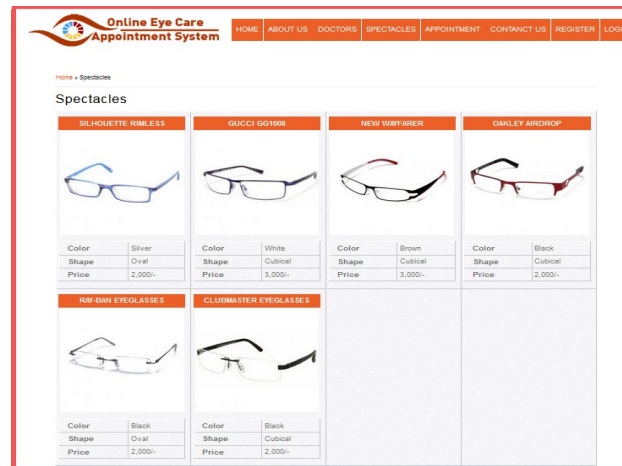 Online Eye Care
Appointment System
HOME ABOUT US DOCTORS SPECTACLES APPOINTMENT CONTANCT US REGISTER LOGI
Home » Spectacles
Spectacles
SILHOUETTE RIMLESS GUCCI GG1008 NEW WAYFARER OAKLEY AIRDROP
Color Silver Color White Color Brown Color Black
Shape Oval Shape Cubical Shape Cubical Shape Cubical
Price 2,000/- Price 3,000/- Price 3,000/- Price 2,000/-
RAY-BAN EYEGLASSES CLUBMASTER EYEGLASSES
Color Black Color Black
Shape Oval Shape Cubical
Price 2,000/- Price 2,000/-